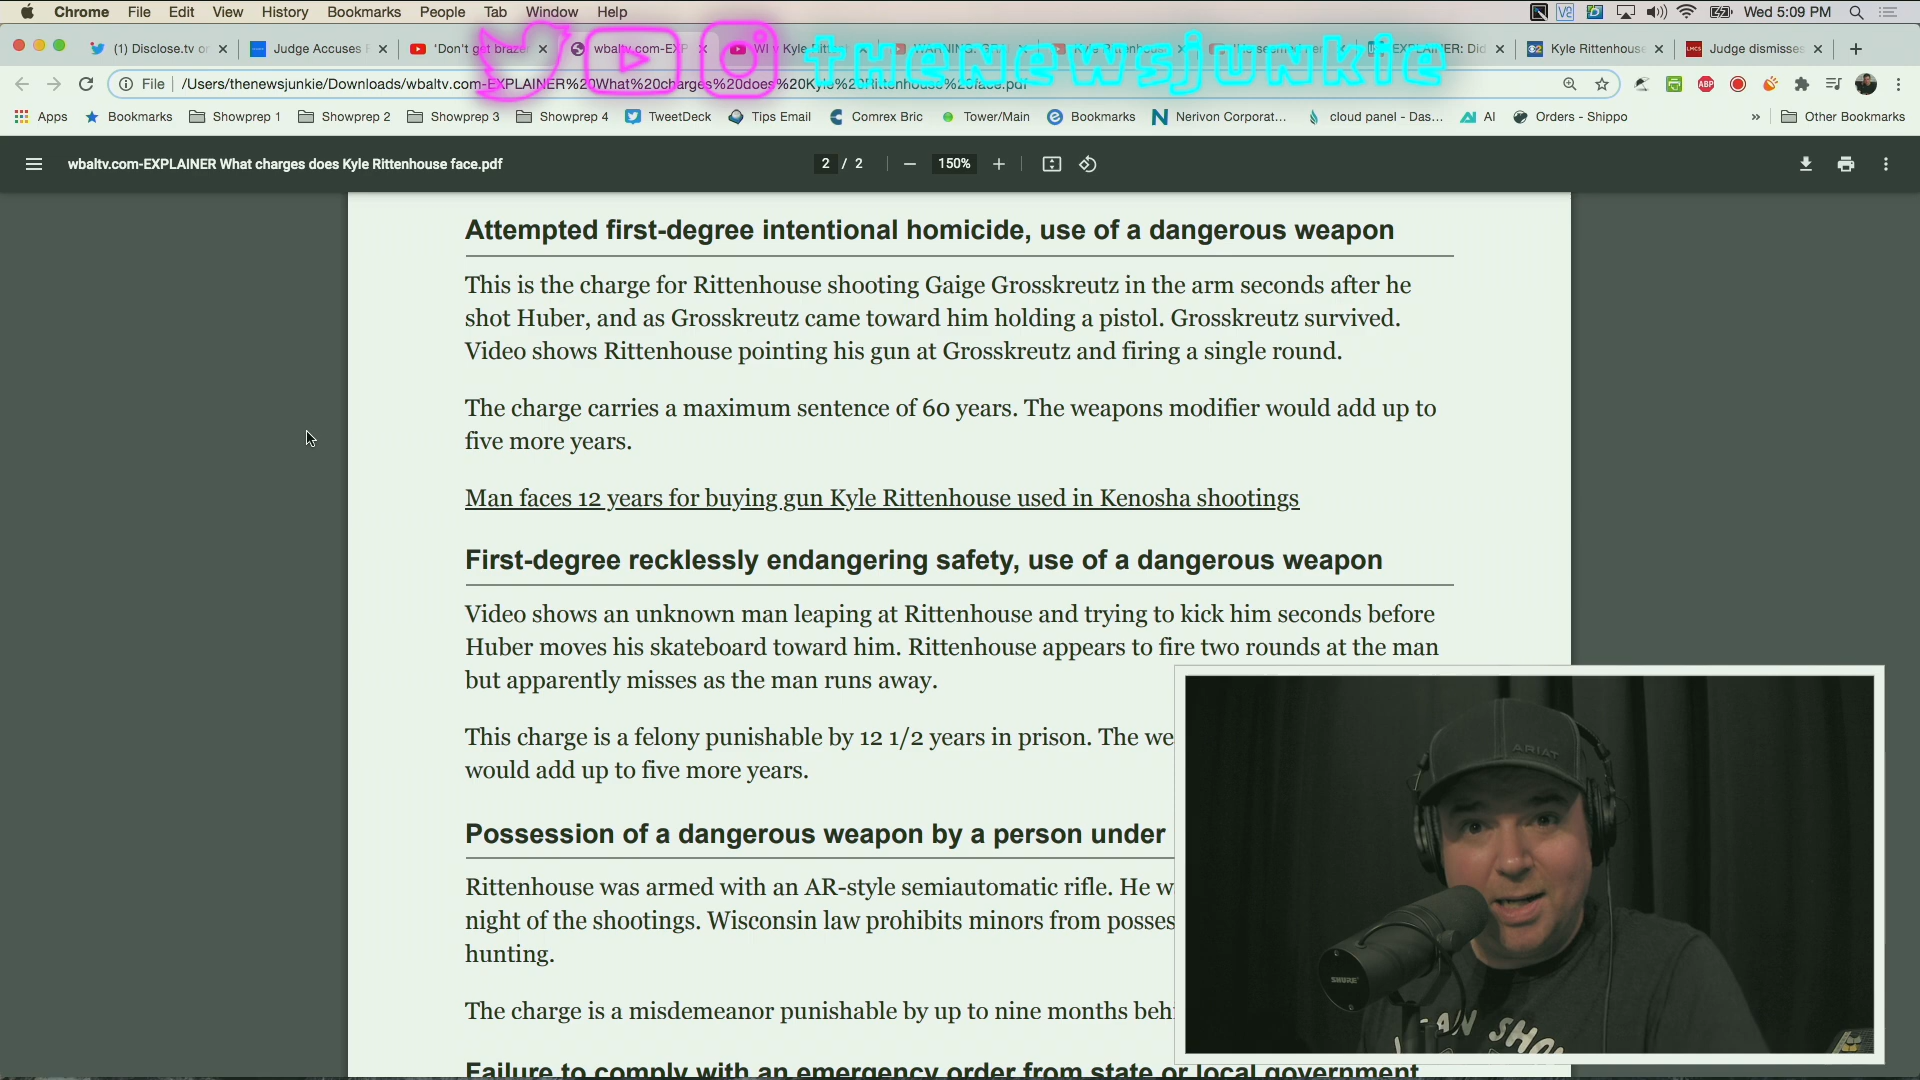 Chrome File Edit View History Bookmarks People Tab Window Help
Wed 5:09 PM
(1) Disclose.tv or
Judge Accuses
'Don't get braze
wbaltv.com-EXP
EXPLAINER: Did
Kyle Rittenhouse
Judge dismisses
thenewsjunkie
File /Users/thenewsjunkie/Downloads/wbaltv.com-EXPLAINER%20What%20charges%20does%20Kyle%20Rittenhouse%20face.pdf
Apps Bookmarks Showprep 1 Showprep 2 Showprep 3 Showprep 4 TweetDeck Tips Email Comrex Bric Tower/Main Bookmarks Nerivon Corporat... cloud panel - Das... AI Orders - Shippo » Other Bookmarks
wbaltv.com-EXPLAINER What charges does Kyle Rittenhouse face.pdf
2 / 2
150%
Attempted first-degree intentional homicide, use of a dangerous weapon
This is the charge for Rittenhouse shooting Gaige Grosskreutz in the arm seconds after he
shot Huber, and as Grosskreutz came toward him holding a pistol. Grosskreutz survived.
Video shows Rittenhouse pointing his gun at Grosskreutz and firing a single round.
The charge carries a maximum sentence of 60 years. The weapons modifier would add up to
five more years.
Man faces 12 years for buying gun Kyle Rittenhouse used in Kenosha shootings
First-degree recklessly endangering safety, use of a dangerous weapon
Video shows an unknown man leaping at Rittenhouse and trying to kick him seconds before
Huber moves his skateboard toward him. Rittenhouse appears to fire two rounds at the man
but apparently misses as the man runs away.
This charge is a felony punishable by 12 1/2 years in prison. The we
would add up to five more years.
Possession of a dangerous weapon by a person under
Rittenhouse was armed with an AR-style semiautomatic rifle. He w
night of the shootings. Wisconsin law prohibits minors from posses
hunting.
The charge is a misdemeanor punishable by up to nine months behi
Failure to comply with an emergency order from state or local government
ARIAT
SHURE